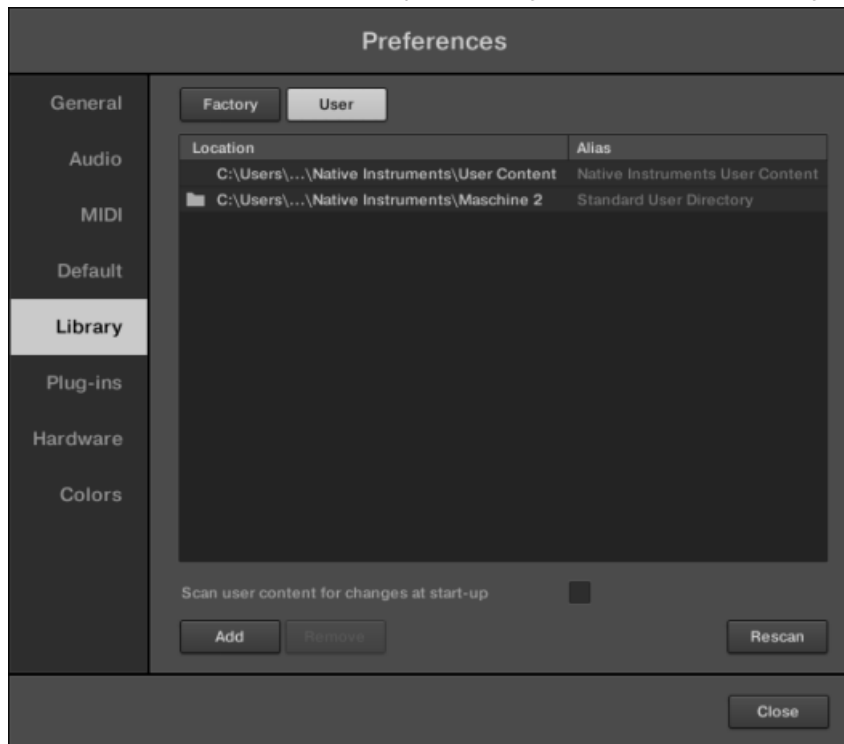 Preferences
General
Audio
MIDI
Default
Library
Plug-ins
Hardware
Colors
Factory User
Location Alias
C:\Users\...\Native Instruments\User Content Native Instruments User Content
C:\Users\...\Native Instruments\Maschine 2 Standard User Directory
Scan user content for changes at start-up
Add Remove Rescan
Close